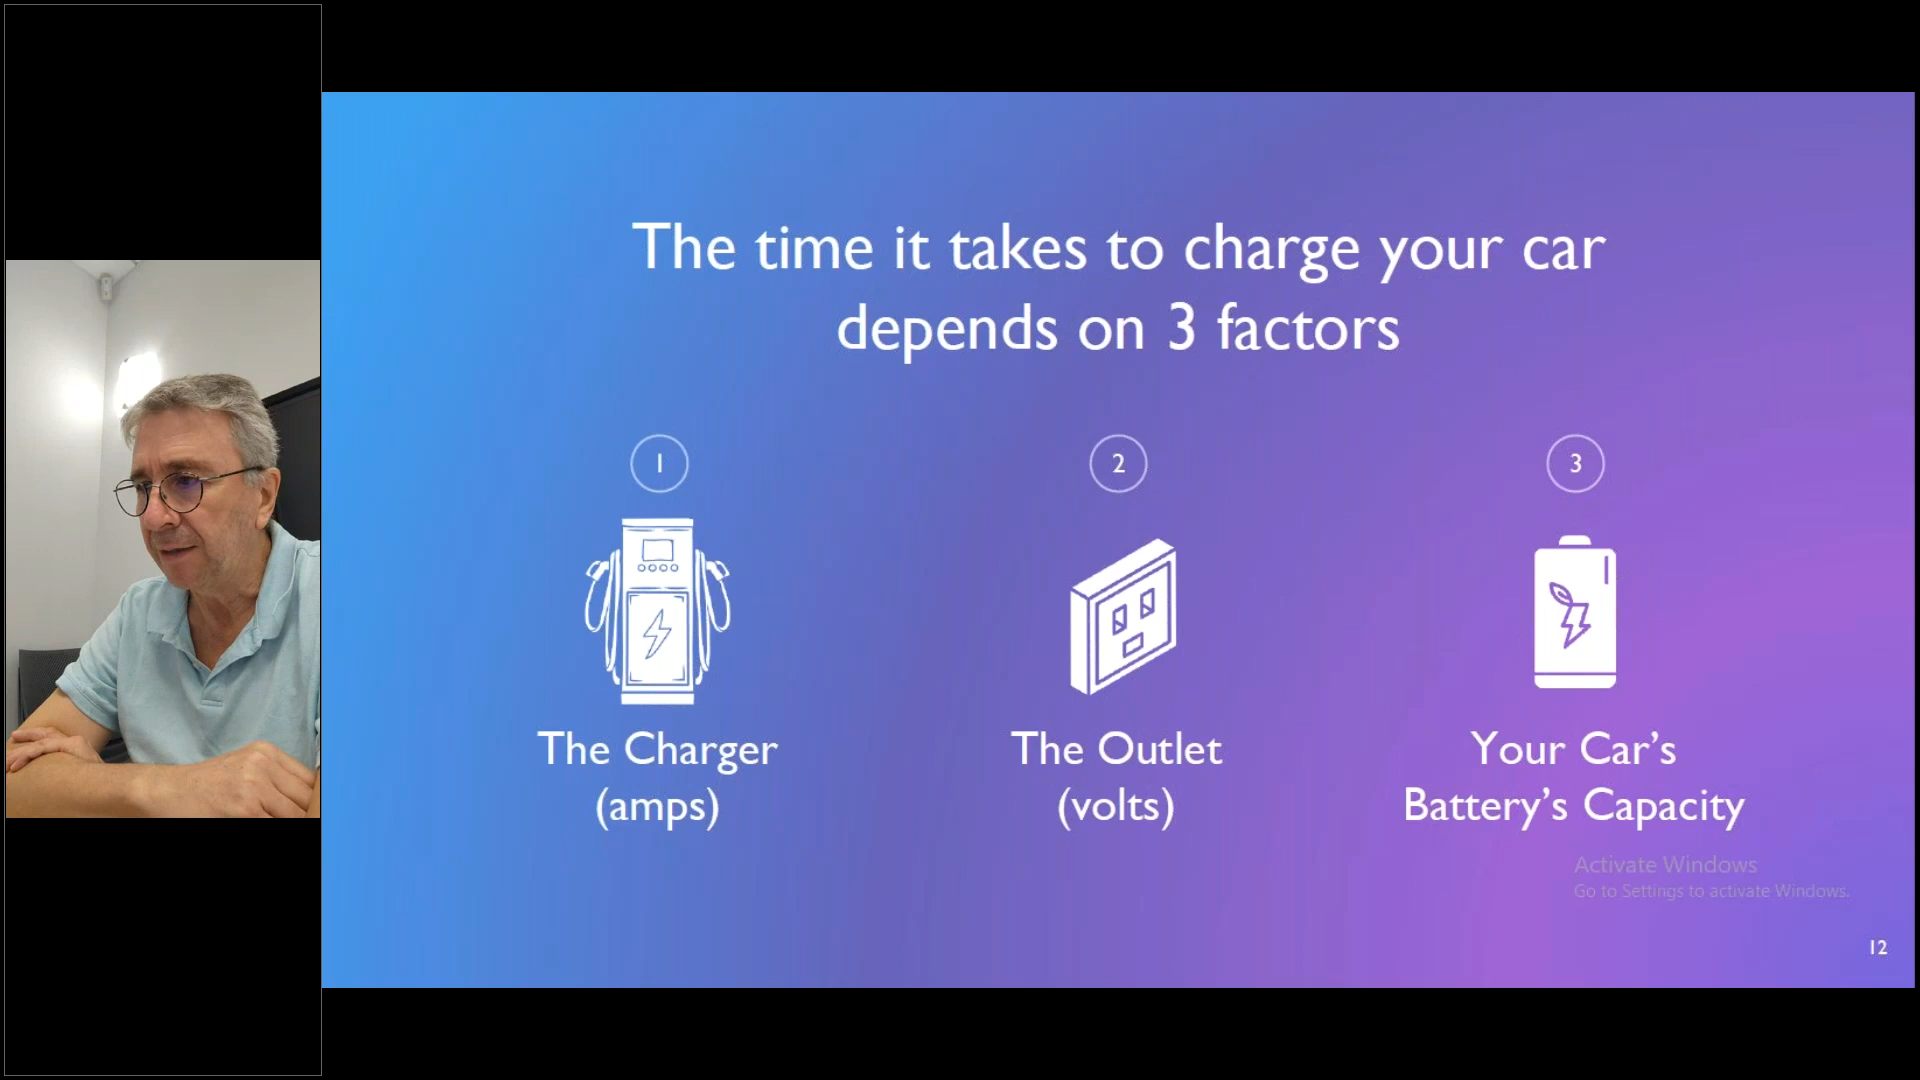 The time it takes to charge your car
depends on 3 factors
1
2
3
The Charger
(amps)
The Outlet
(volts)
Your Car's
Battery's Capacity
Activate Windows
Go to Settings to activate Windows.
12